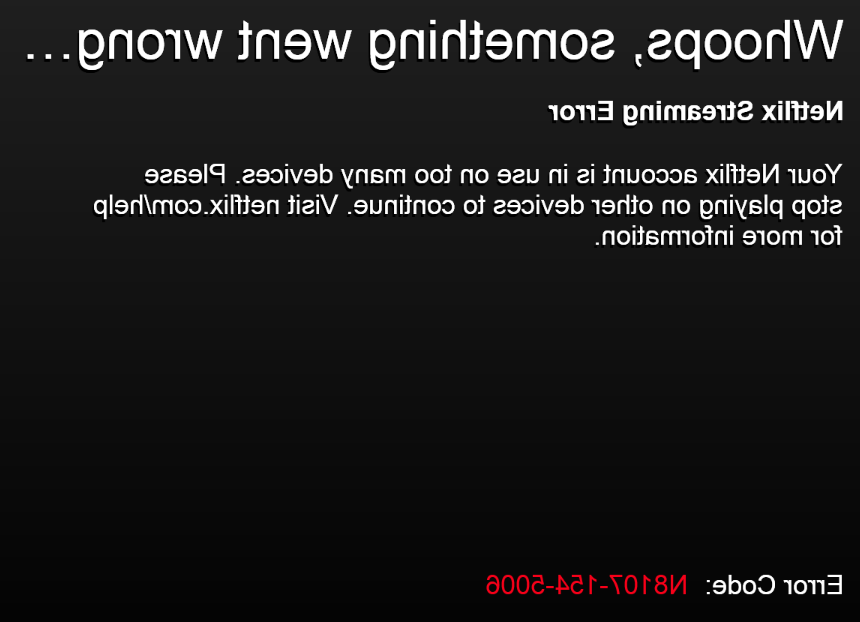 Whoops, something went wrong...
Netflix Streaming Error
Your Netflix account is in use on too many devices. Please
stop playing on other devices to continue. Visit netflix.com/help
for more information.
Error Code: N8107-154-5006